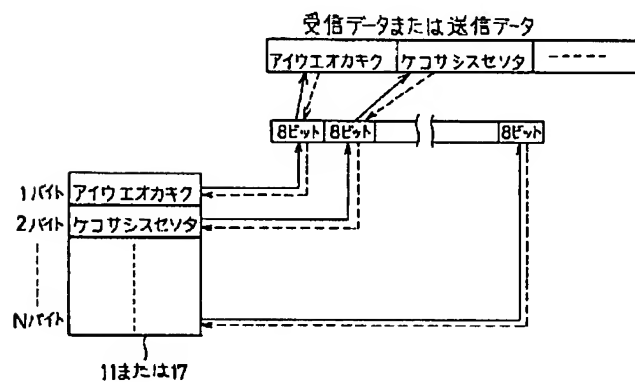 受信データまたは送信データ
アイウエオカキク ケコサシスセソタ
8ビット 8ビット 8ビット
1バイト アイウエオカキク
2バイト ケコサシスセソタ
Nバイト
11または17